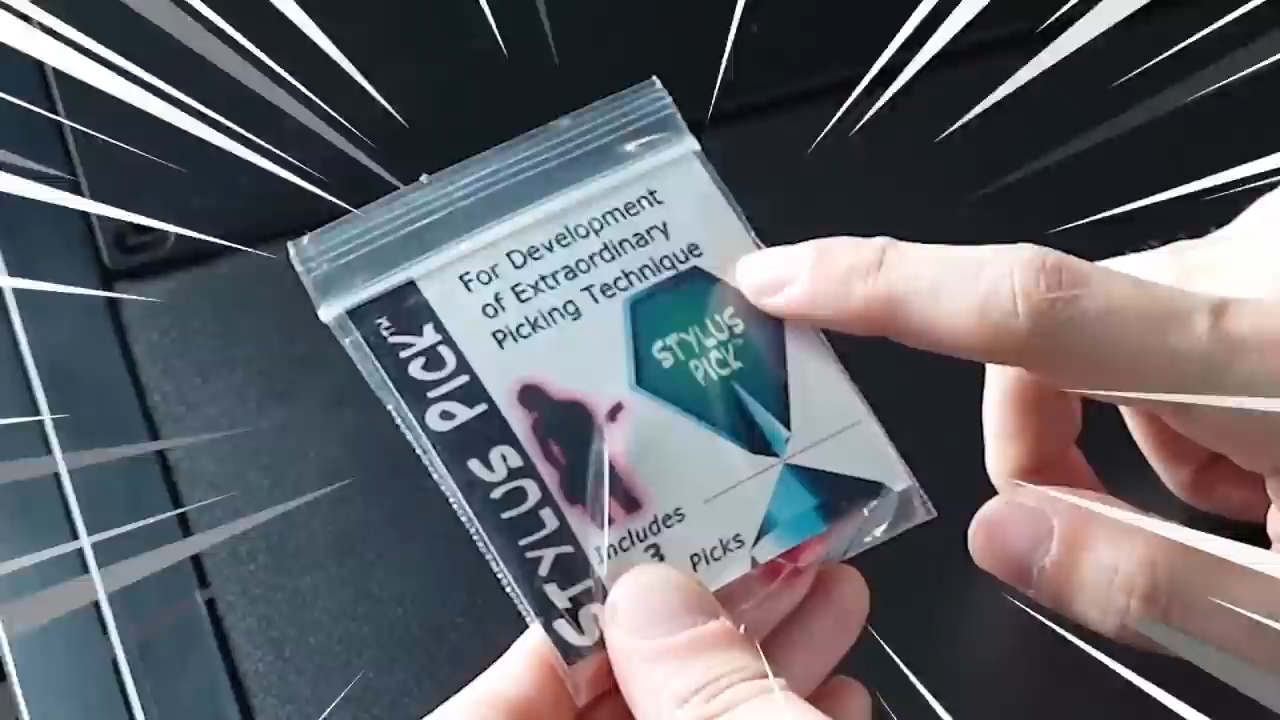 For Development
of Extraordinary
Picking Technique
STYLUS
PICK™
STYLUS PICK™
Includes
3 Picks